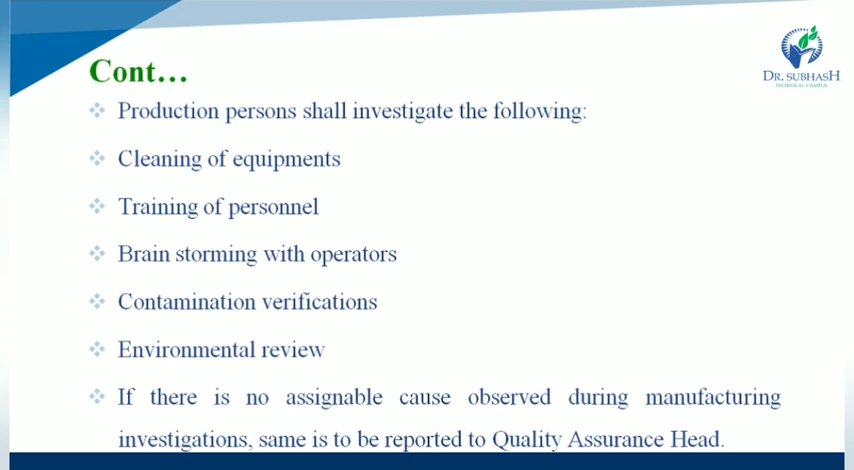 DR. SUBHASH
TECHNICAL CAMPUS
Cont…
Production persons shall investigate the following:
Cleaning of equipments
Training of personnel
Brain storming with operators
Contamination verifications
Environmental review
If there is no assignable cause observed during manufacturing
investigations, same is to be reported to Quality Assurance Head.